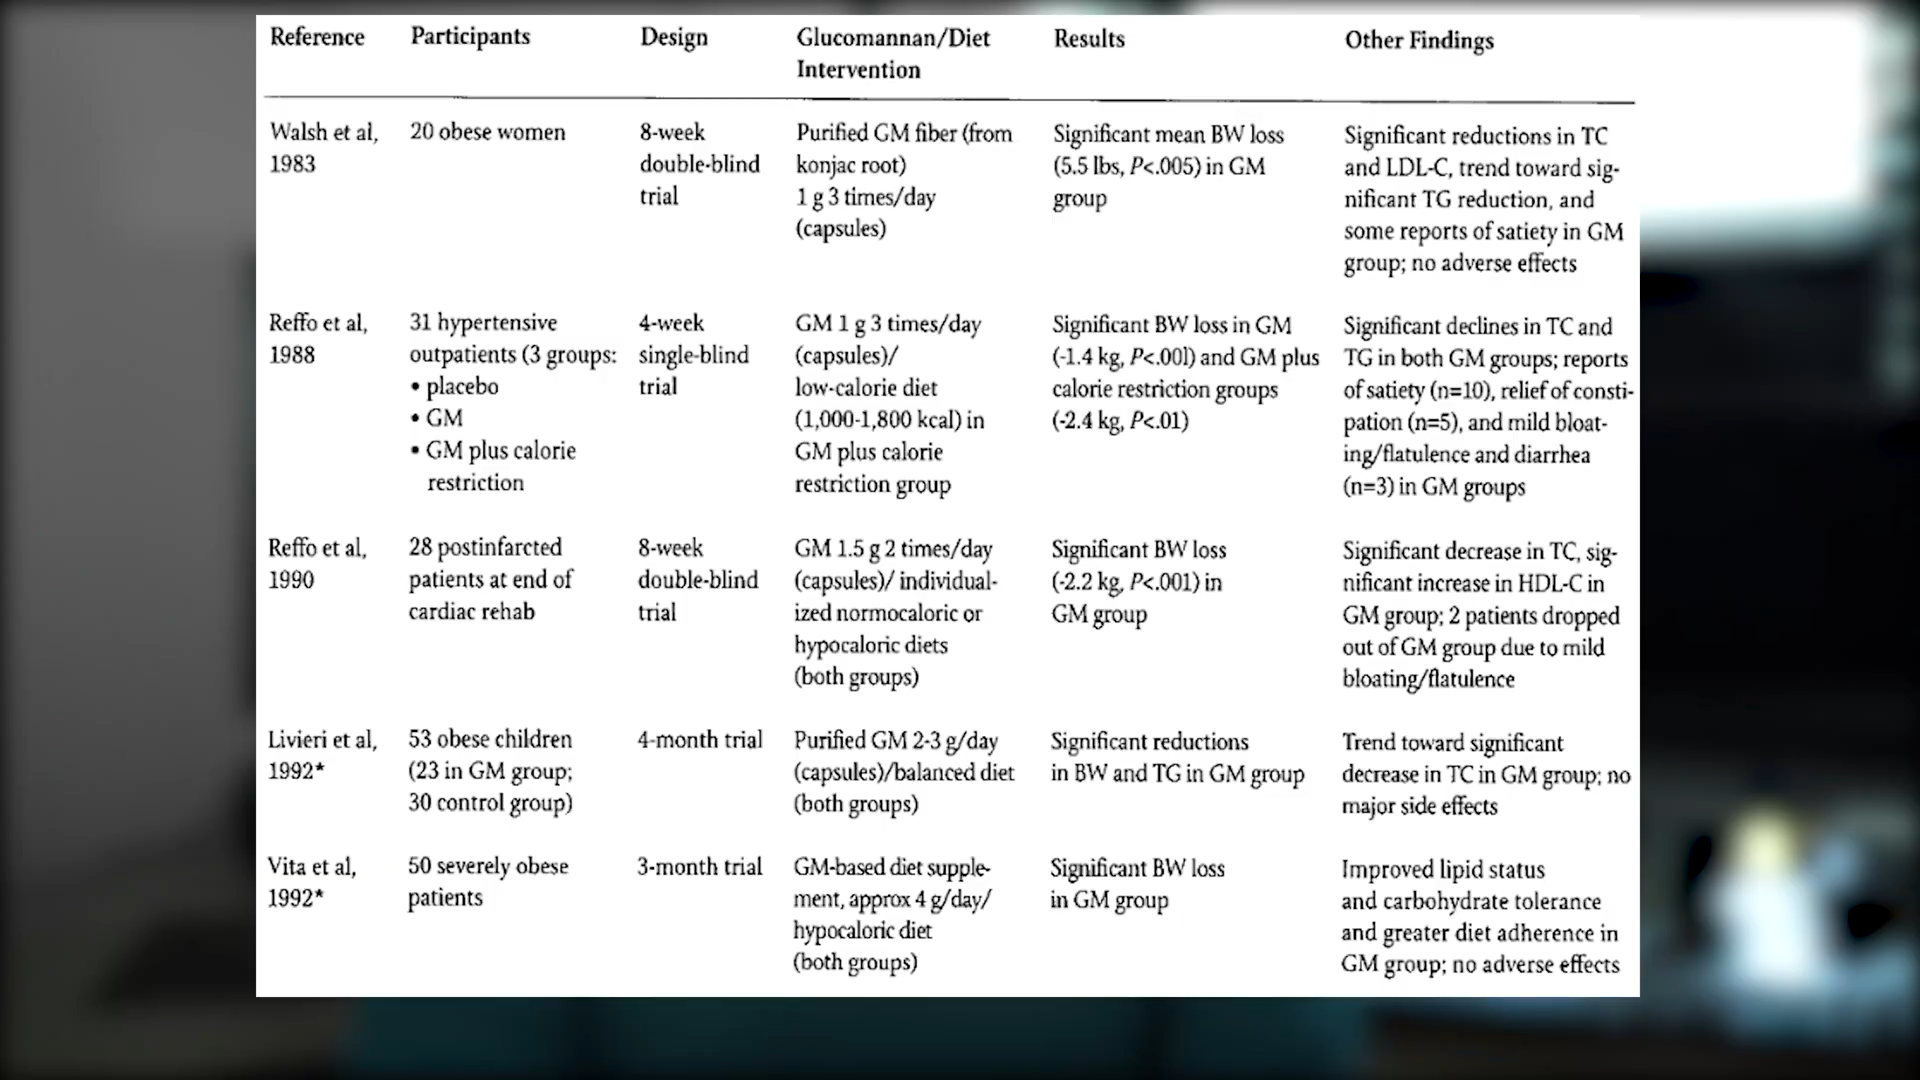 Reference Participants Design Glucomannan/Diet Intervention Results Other Findings
Walsh et al, 1983
20 obese women
8-week
double-blind
trial
Purified GM fiber (from
konjac root)
1 g 3 times/day
(capsules)
Significant mean BW loss
(5.5 lbs, P<.005) in GM
group
Significant reductions in TC
and LDL-C, trend toward sig-
nificant TG reduction, and
some reports of satiety in GM
group; no adverse effects
Reffo et al,
1988
31 hypertensive
outpatients (3 groups:
• placebo
• GM
• GM plus calorie
restriction
4-week
single-blind
trial
GM 1 g 3 times/day
(capsules)/
low-calorie diet
(1,000-1,800 kcal) in
GM plus calorie
restriction group
Significant BW loss in GM
(-1.4 kg, P<.001) and GM plus
calorie restriction groups
(-2.4 kg, P<.01)
Significant declines in TC and
TG in both GM groups; reports
of satiety (n=10), relief of consti-
pation (n=5), and mild bloat-
ing/flatulence and diarrhea
(n=3) in GM groups
Reffo et al,
1990
28 postinfarcted
patients at end of
cardiac rehab
8-week
double-blind
trial
GM 1.5 g 2 times/day
(capsules)/ individual-
ized normocaloric or
hypocaloric diets
(both groups)
Significant BW loss
(-2.2 kg, P<.001) in
GM group
Significant decrease in TC, sig-
nificant increase in HDL-C in
GM group; 2 patients dropped
out of GM group due to mild
bloating/flatulence
Livieri et al,
1992*
53 obese children
(23 in GM group;
30 control group)
4-month trial
Purified GM 2-3 g/day
(capsules)/balanced diet
(both groups)
Significant reductions
in BW and TG in GM group
Trend toward significant
decrease in TC in GM group; no
major side effects
Vita et al,
1992*
50 severely obese
patients
3-month trial
GM-based diet supple-
ment, approx 4 g/day/
hypocaloric diet
(both groups)
Significant BW loss
in GM group
Improved lipid status
and carbohydrate tolerance
and greater diet adherence in
GM group; no adverse effects